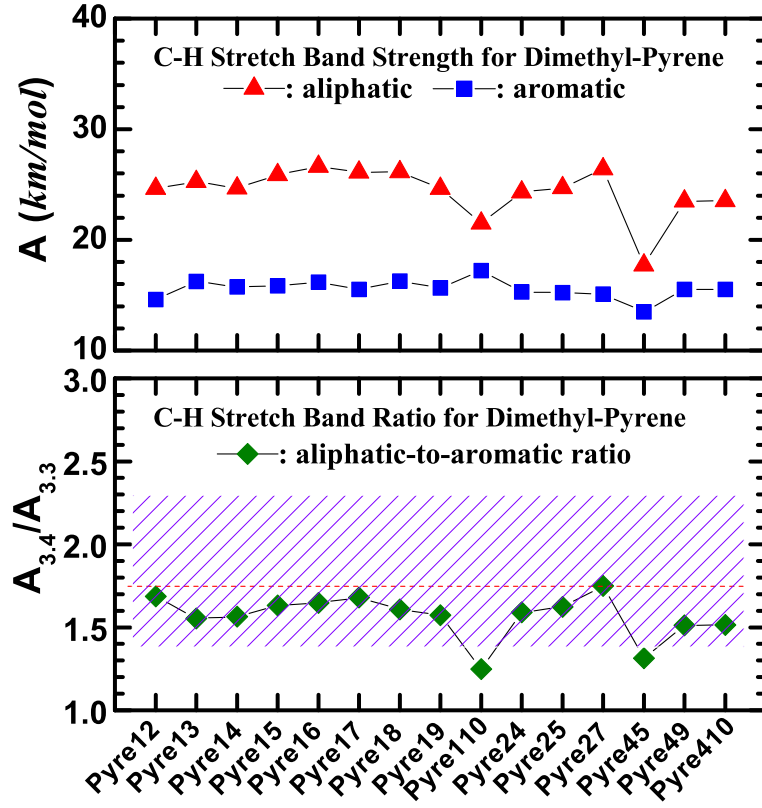 40
30
20
10
A (km/mol)
C-H Stretch Band Strength for Dimethyl-Pyrene
: aliphatic : aromatic
3.0
2.5
2.0
1.5
1.0
A3.4/A3.3
C-H Stretch Band Ratio for Dimethyl-Pyrene
: aliphatic-to-aromatic ratio
Pyre12
Pyre13
Pyre14
Pyre15
Pyre16
Pyre17
Pyre18
Pyre19
Pyre110
Pyre24
Pyre25
Pyre27
Pyre45
Pyre49
Pyre410